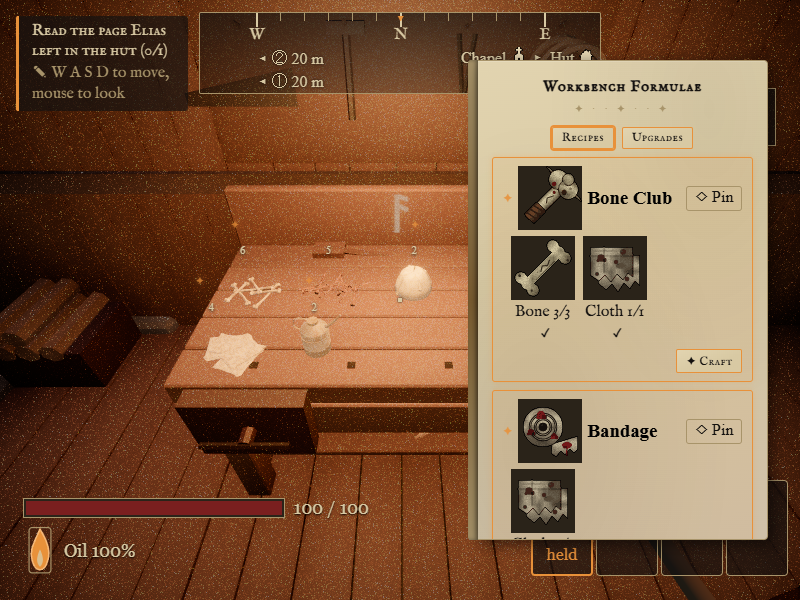 Read the page Elias
left in the hut (0/1)
W A S D to move,
mouse to look
W N E
◂ ② 20 m
◂ ① 20 m
Chapel ▸ Hut
Workbench Formulae
Recipes Upgrades
Bone Club
◇ Pin
Bone 3/3 Cloth 1/1
✓ ✓
✦ Craft
Bandage
◇ Pin
6 5 2
4 2
100 / 100
Oil 100%
held